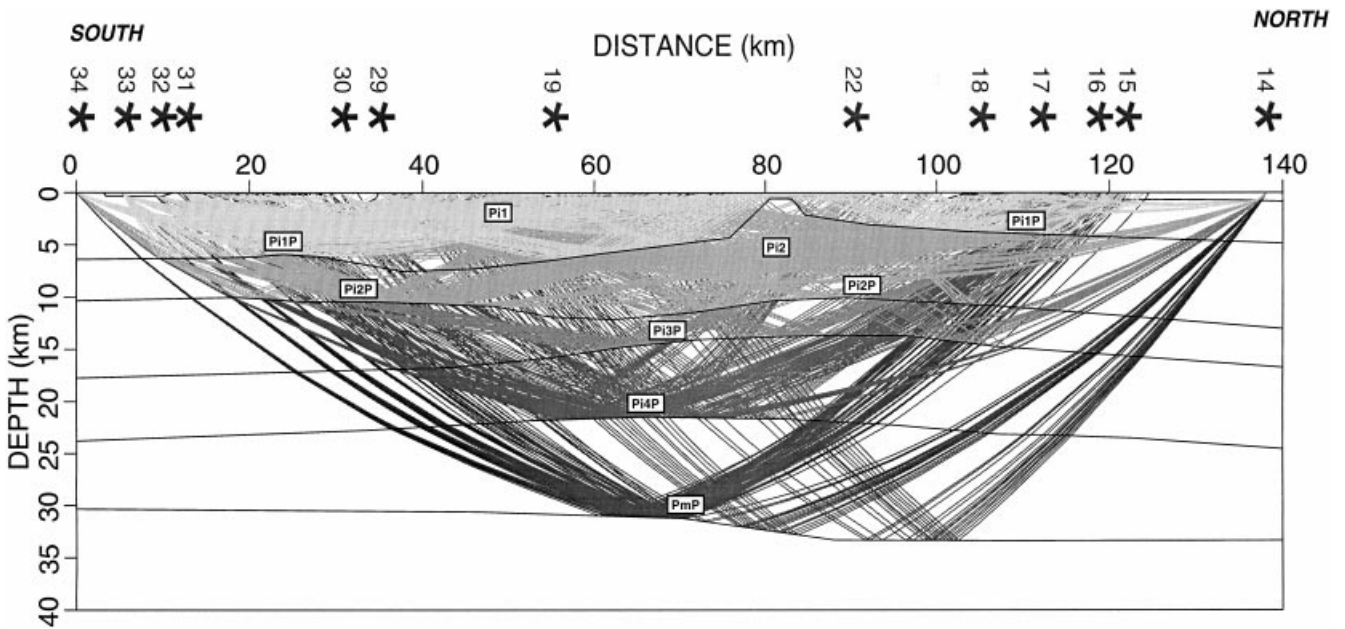 SOUTH
NORTH
DISTANCE (km)
34 33 32 31 30 29 19 22 18 17 16 15 14
0 20 40 60 80 100 120 140
0
5
10
15
20
25
30
35
40
DEPTH (km)
Pi1
Pi1P
Pi1P
Pi2
Pi2P
Pi2P
Pi3P
Pi4P
PmP